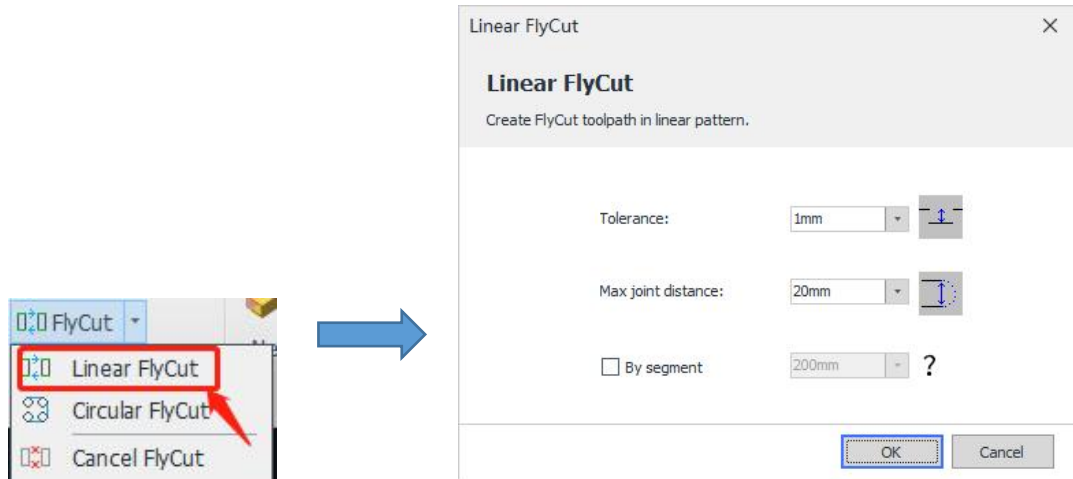 Linear FlyCut
Linear FlyCut
Create FlyCut toolpath in linear pattern.
Tolerance: 1mm
Max joint distance: 20mm
By segment 200mm ?
OK Cancel
FlyCut
Linear FlyCut
Circular FlyCut
Cancel FlyCut